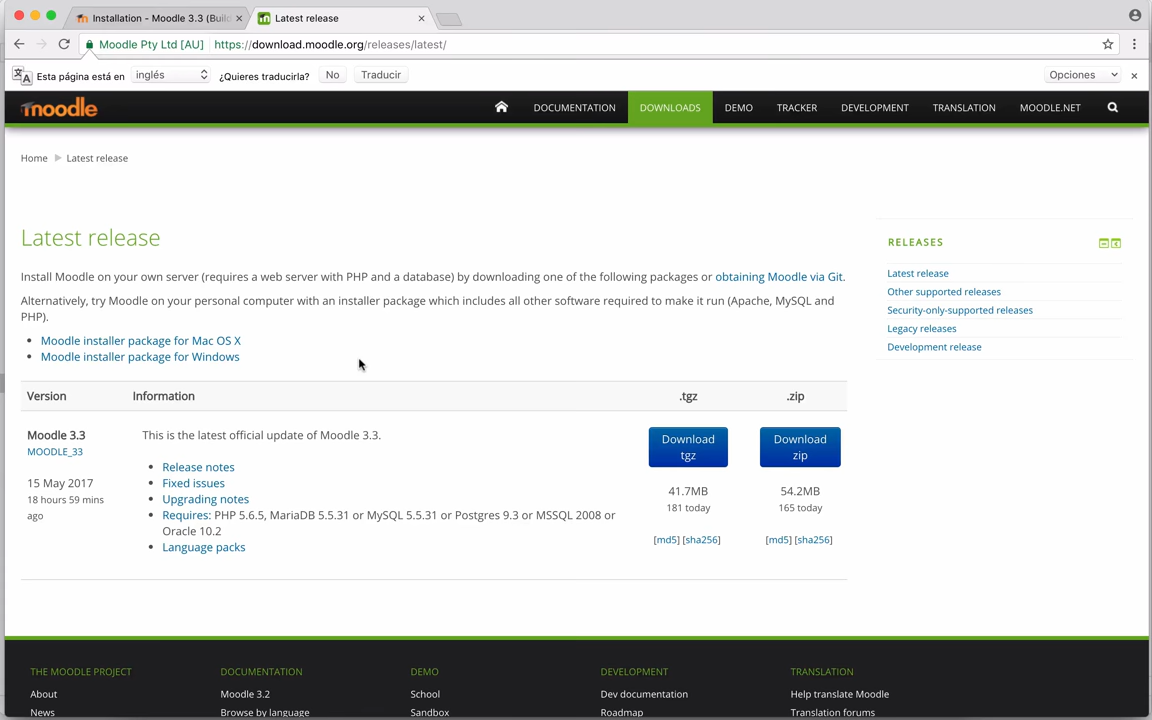 Installation - Moodle 3.3 (Build
Latest release
Moodle Pty Ltd [AU] https://download.moodle.org/releases/latest/
Esta página está en inglés ¿Quieres traducirla? No Traducir Opciones
moodle DOCUMENTATION DOWNLOADS DEMO TRACKER DEVELOPMENT TRANSLATION MOODLE.NET
Home Latest release
Latest release
Install Moodle on your own server (requires a web server with PHP and a database) by downloading one of the following packages or obtaining Moodle via Git.
Alternatively, try Moodle on your personal computer with an installer package which includes all other software required to make it run (Apache, MySQL and
PHP).
Moodle installer package for Mac OS X
Moodle installer package for Windows
Version Information .tgz .zip
Moodle 3.3
MOODLE_33
15 May 2017
18 hours 59 mins
ago
This is the latest official update of Moodle 3.3.
Release notes
Fixed issues
Upgrading notes
Requires: PHP 5.6.5, MariaDB 5.5.31 or MySQL 5.5.31 or Postgres 9.3 or MSSQL 2008 or
Oracle 10.2
Language packs
Download
tgz
41.7MB
181 today
[md5] [sha256]
Download
zip
54.2MB
165 today
[md5] [sha256]
RELEASES
Latest release
Other supported releases
Security-only-supported releases
Legacy releases
Development release
THE MOODLE PROJECT
About
News
DOCUMENTATION
Moodle 3.2
Browse by language
DEMO
School
Sandbox
DEVELOPMENT
Dev documentation
Roadmap
TRANSLATION
Help translate Moodle
Translation forums